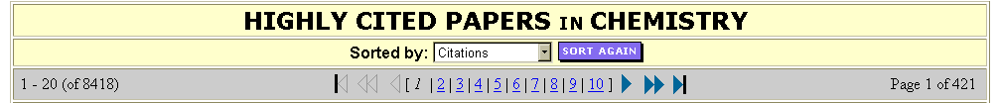 HIGHLY CITED PAPERS IN CHEMISTRY
Sorted by: Citations SORT AGAIN
1 - 20 (of 8418) [ 1 | 2 | 3 | 4 | 5 | 6 | 7 | 8 | 9 | 10 ] Page 1 of 421